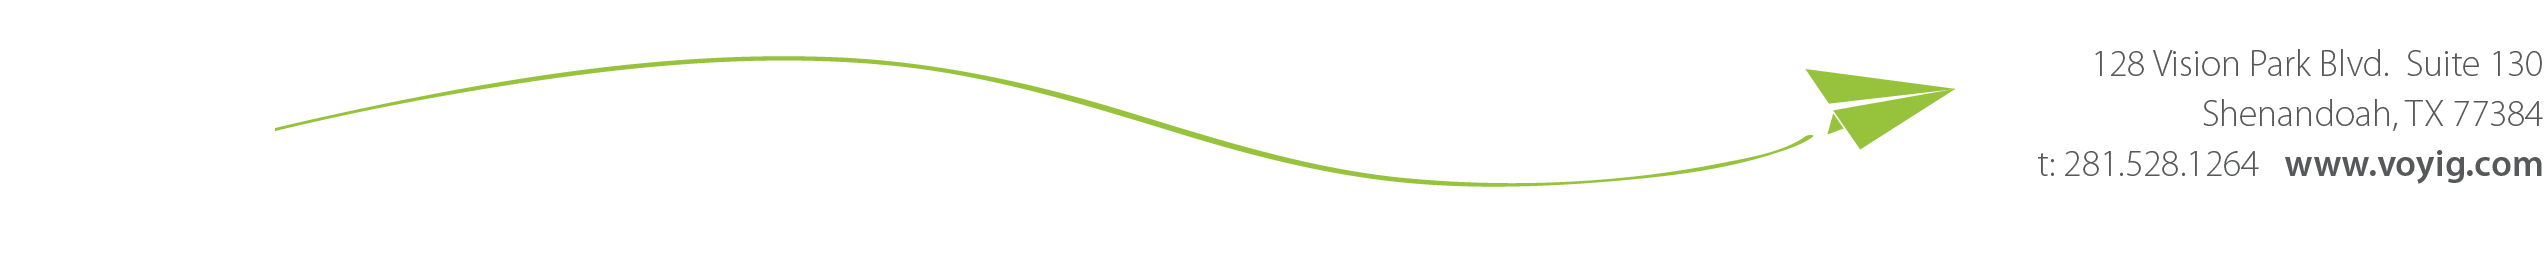 128 Vision Park Blvd.  Suite 130
Shenandoah, TX 77384
t: 281.528.1264   www.voyig.com